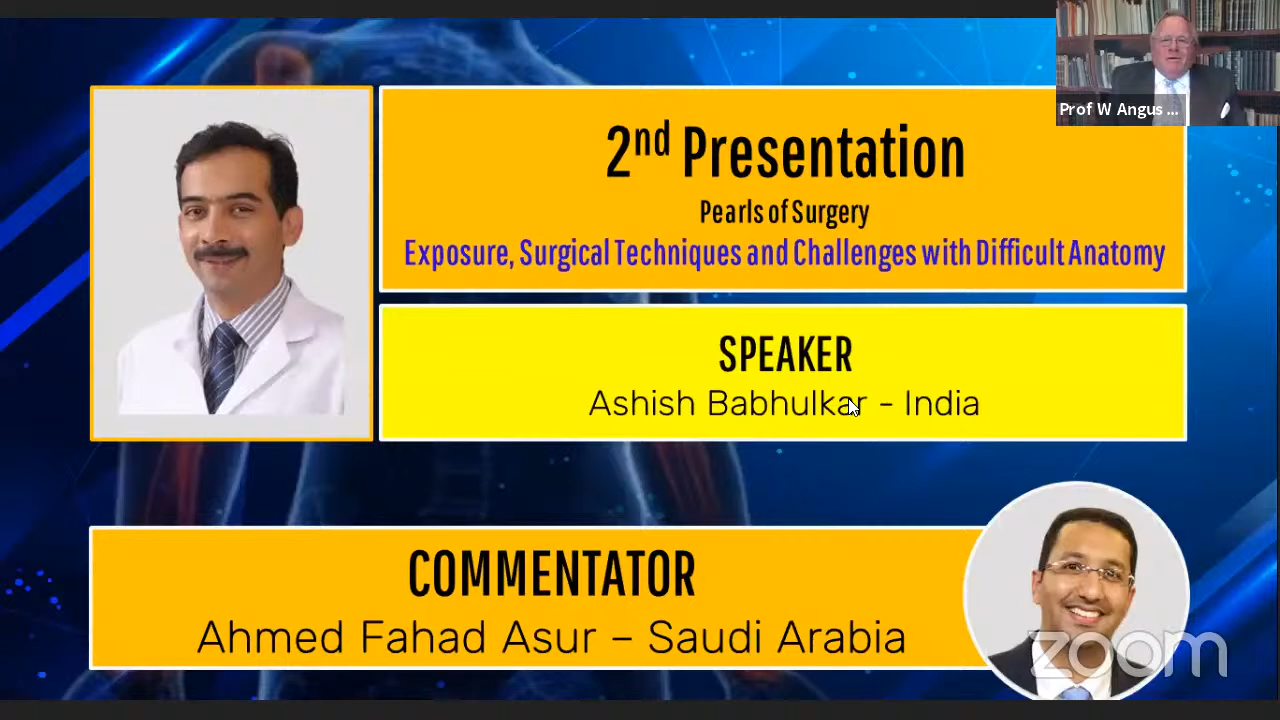 Prof W Angus ...
2nd Presentation
Pearls of Surgery
Exposure, Surgical Techniques and Challenges with Difficult Anatomy
SPEAKER
Ashish Babhulkar - India
COMMENTATOR
Ahmed Fahad Asur – Saudi Arabia
zoom